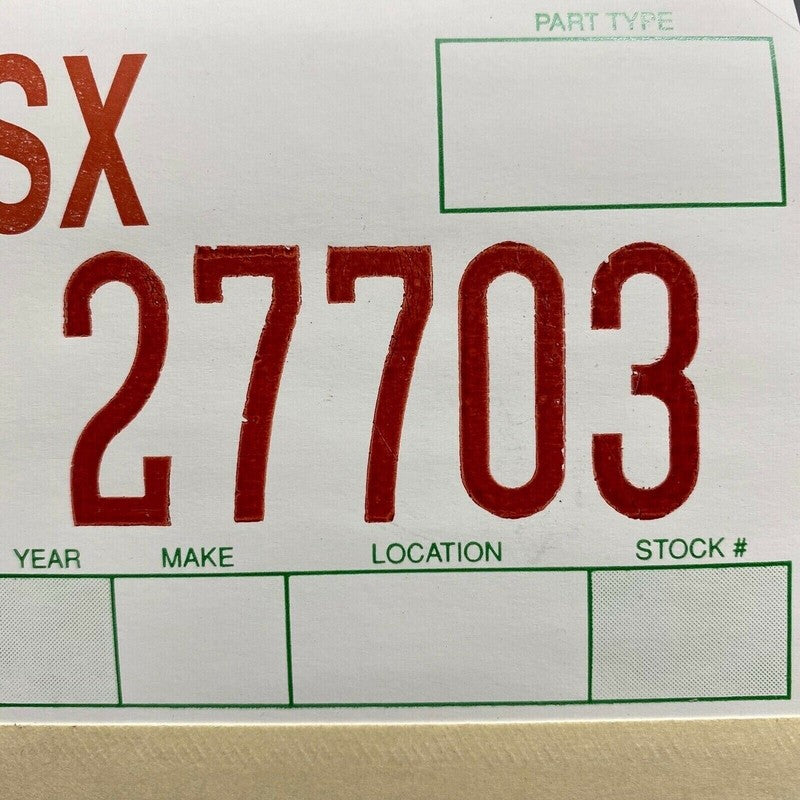 PART TYPE
SX
27703
YEAR MAKE LOCATION STOCK #